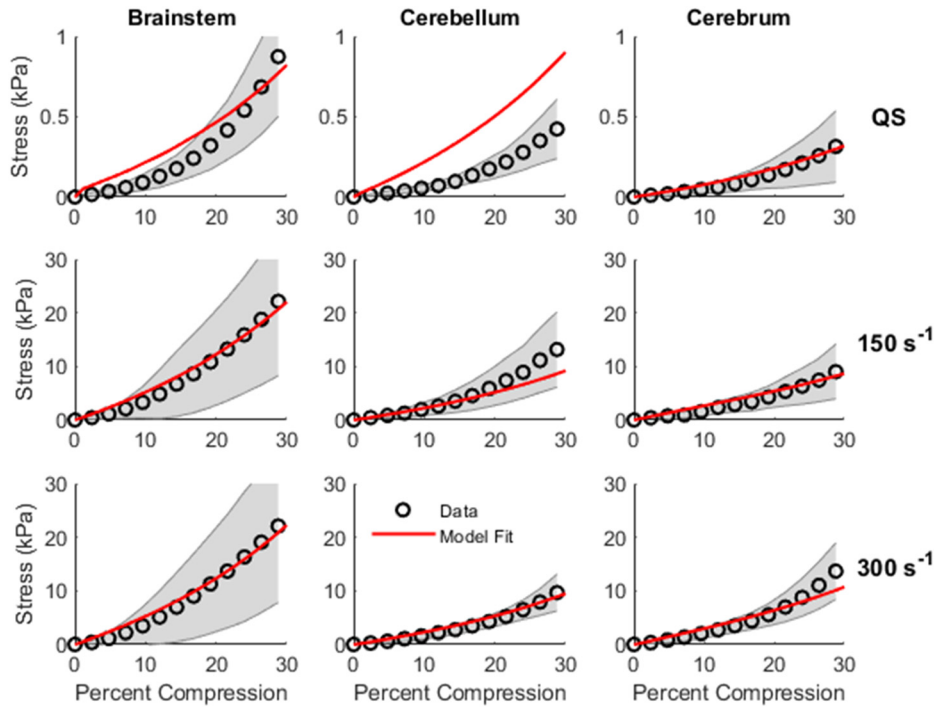 Brainstem Cerebellum Cerebrum
1 1 1
Stress (kPa) 0.5 0.5 0.5 QS
0 0 0
0 10 20 30 0 10 20 30 0 10 20 30
30 30 30
20 20 20
Stress (kPa) 150 s⁻¹
10 10 10
0 0 0
0 10 20 30 0 10 20 30 0 10 20 30
30 30 30
Data
20 20 20
Model Fit
Stress (kPa) 300 s⁻¹
10 10 10
0 0 0
0 10 20 30 0 10 20 30 0 10 20 30
Percent Compression Percent Compression Percent Compression